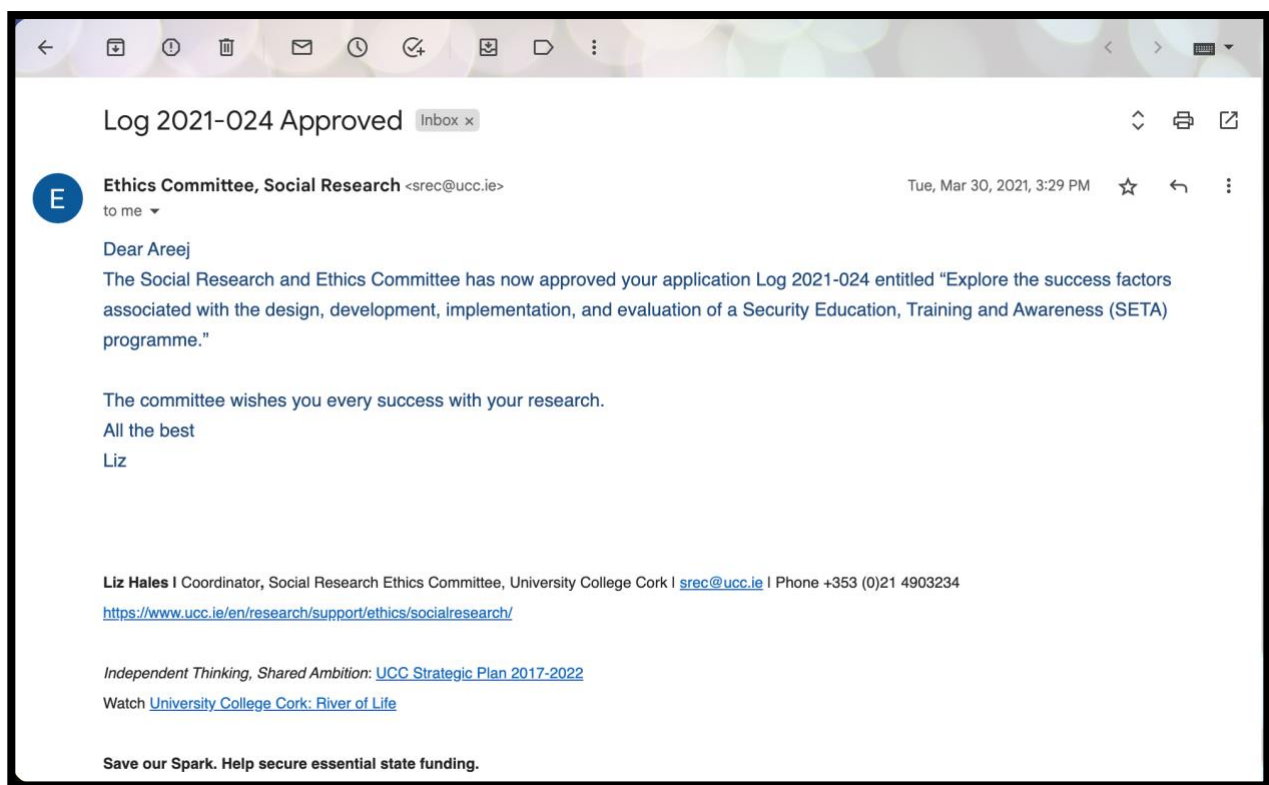 Log 2021-024 Approved Inbox ×
Ethics Committee, Social Research <srec@ucc.ie> Tue, Mar 30, 2021, 3:29 PM
E
to me
Dear Areej
The Social Research and Ethics Committee has now approved your application Log 2021-024 entitled “Explore the success factors
associated with the design, development, implementation, and evaluation of a Security Education, Training and Awareness (SETA)
programme.”
The committee wishes you every success with your research.
All the best
Liz
Liz Hales I Coordinator, Social Research Ethics Committee, University College Cork I srec@ucc.ie I Phone +353 (0)21 4903234
https://www.ucc.ie/en/research/support/ethics/socialresearch/
Independent Thinking, Shared Ambition: UCC Strategic Plan 2017-2022
Watch University College Cork: River of Life
Save our Spark. Help secure essential state funding.